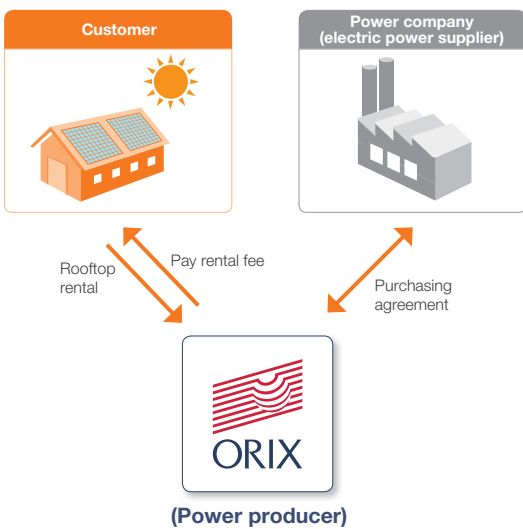 Customer
Power company
(electric power supplier)
Rooftop
rental
Pay rental fee
Purchasing
agreement
ORIX
(Power producer)